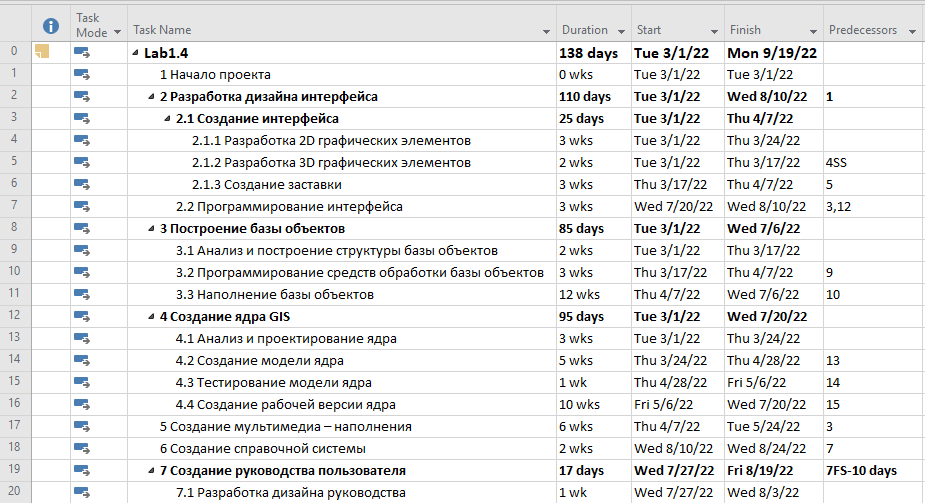 Task Mode Task Name Duration Start Finish Predecessors
0 Lab1.4 138 days Tue 3/1/22 Mon 9/19/22
1 1 Начало проекта 0 wks Tue 3/1/22 Tue 3/1/22
2 2 Разработка дизайна интерфейса 110 days Tue 3/1/22 Wed 8/10/22 1
3 2.1 Создание интерфейса 25 days Tue 3/1/22 Thu 4/7/22
4 2.1.1 Разработка 2D графических элементов 3 wks Tue 3/1/22 Thu 3/24/22
5 2.1.2 Разработка 3D графических элементов 2 wks Tue 3/1/22 Thu 3/17/22 4SS
6 2.1.3 Создание заставки 3 wks Thu 3/17/22 Thu 4/7/22 5
7 2.2 Программирование интерфейса 3 wks Wed 7/20/22 Wed 8/10/22 3,12
8 3 Построение базы объектов 85 days Tue 3/1/22 Wed 7/6/22
9 3.1 Анализ и построение структуры базы объектов 2 wks Tue 3/1/22 Thu 3/17/22
10 3.2 Программирование средств обработки базы объектов 3 wks Thu 3/17/22 Thu 4/7/22 9
11 3.3 Наполнение базы объектов 12 wks Thu 4/7/22 Wed 7/6/22 10
12 4 Создание ядра GIS 95 days Tue 3/1/22 Wed 7/20/22
13 4.1 Анализ и проектирование ядра 3 wks Tue 3/1/22 Thu 3/24/22
14 4.2 Создание модели ядра 5 wks Thu 3/24/22 Thu 4/28/22 13
15 4.3 Тестирование модели ядра 1 wk Thu 4/28/22 Fri 5/6/22 14
16 4.4 Создание рабочей версии ядра 10 wks Fri 5/6/22 Wed 7/20/22 15
17 5 Создание мультимедиа – наполнения 6 wks Thu 4/7/22 Tue 5/24/22 3
18 6 Создание справочной системы 2 wks Wed 8/10/22 Wed 8/24/22 7
19 7 Создание руководства пользователя 17 days Wed 7/27/22 Fri 8/19/22 7FS-10 days
20 7.1 Разработка дизайна руководства 1 wk Wed 7/27/22 Wed 8/3/22